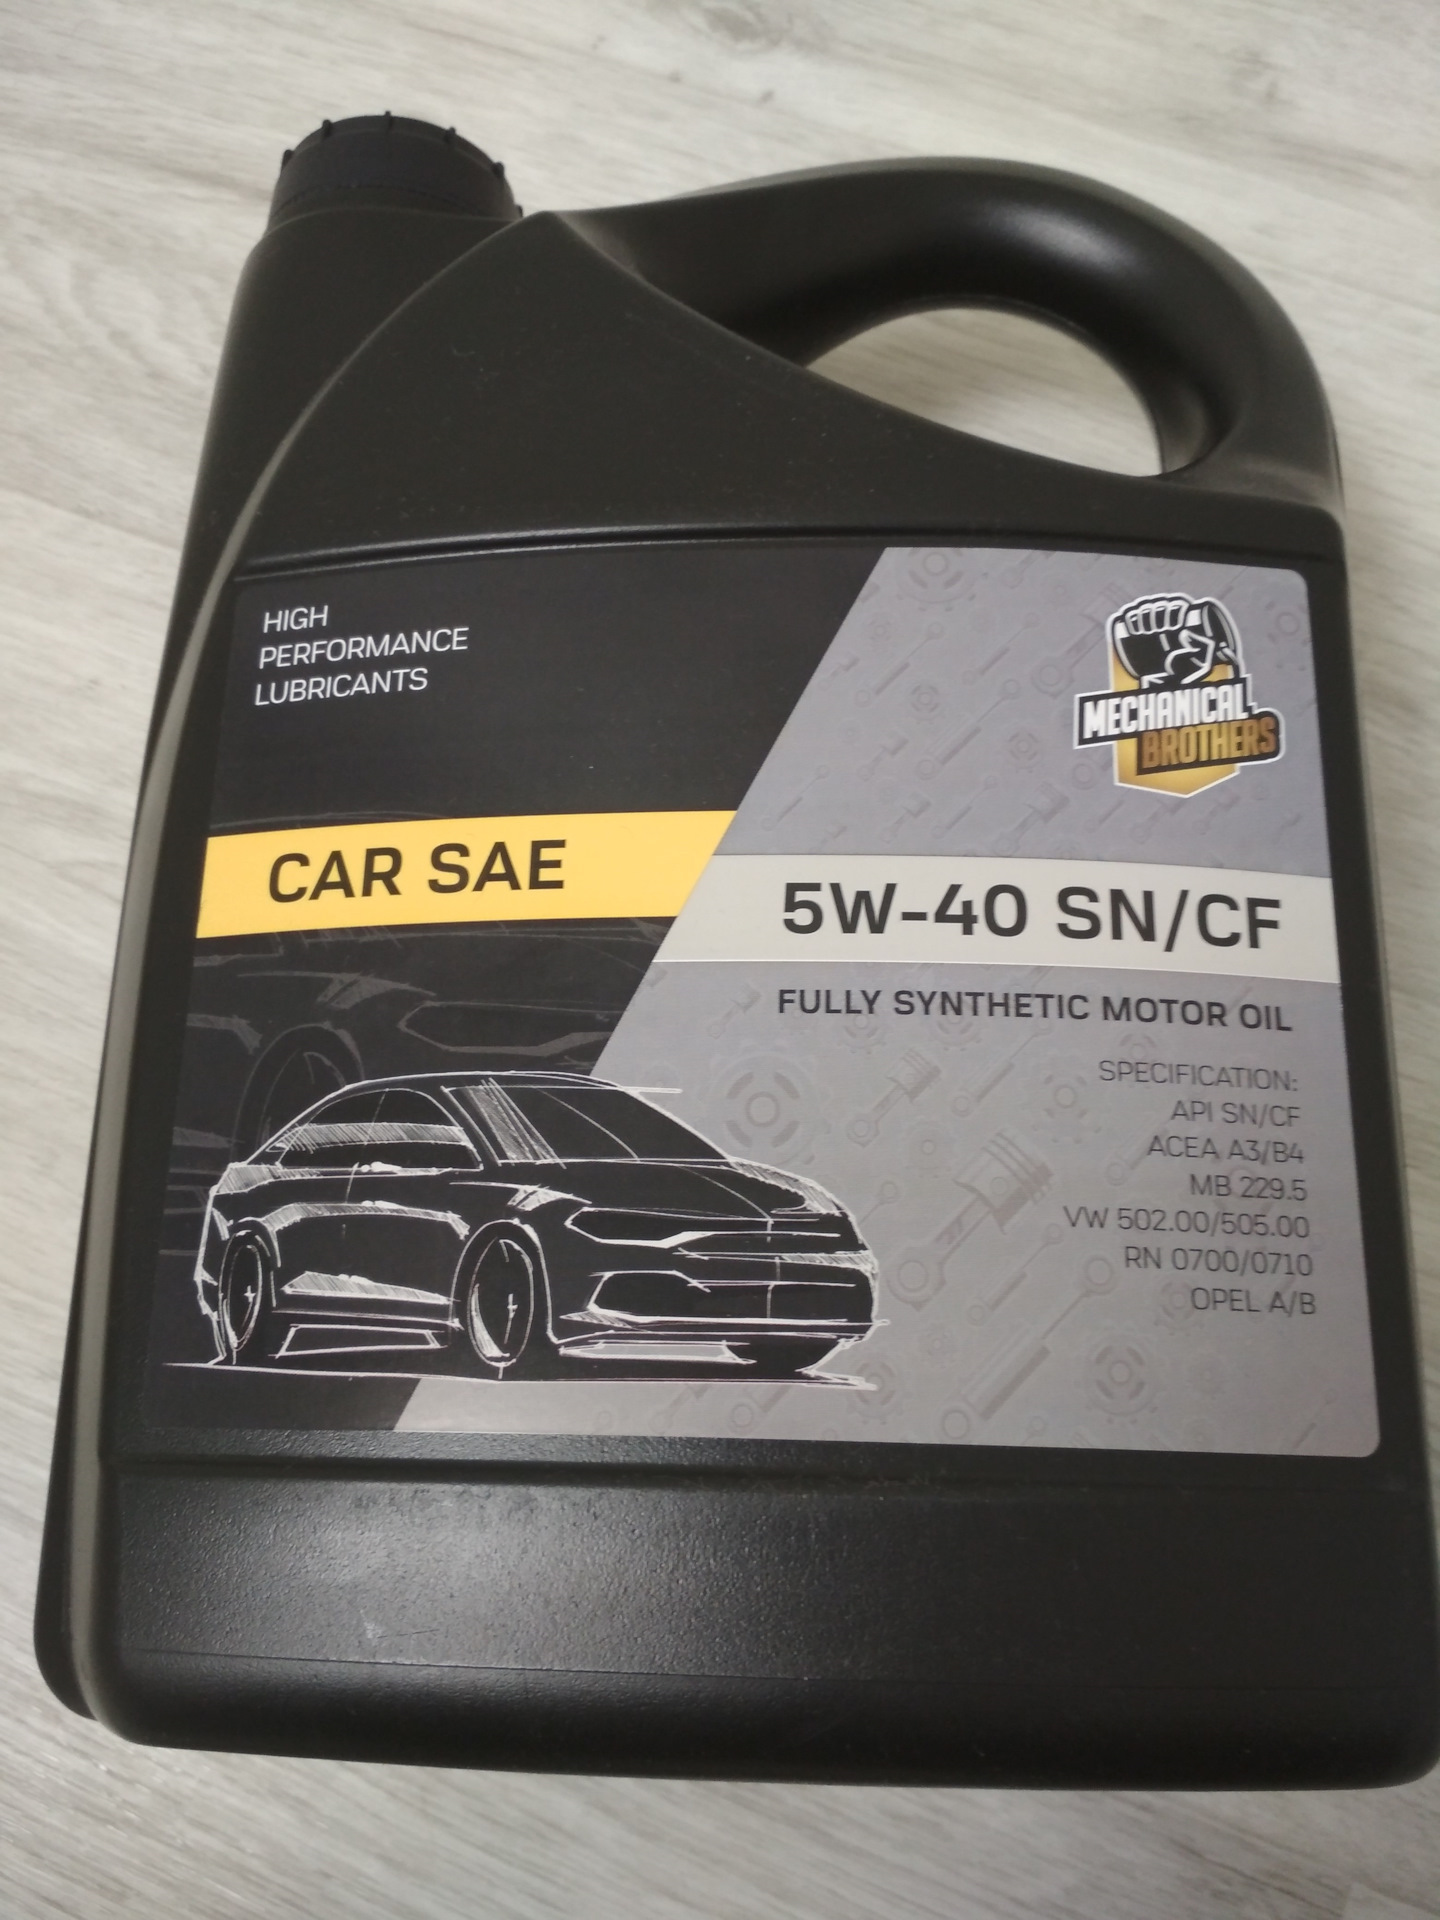 HIGH
PERFORMANCE
LUBRICANTS
MECHANICAL
BROTHERS
CAR SAE
5W-40 SN/CF
FULLY SYNTHETIC MOTOR OIL
SPECIFICATION:
API SN/CF
ACEA A3/B4
MB 229.5
VW 502.00/505.00
RN 0700/0710
OPEL A/B